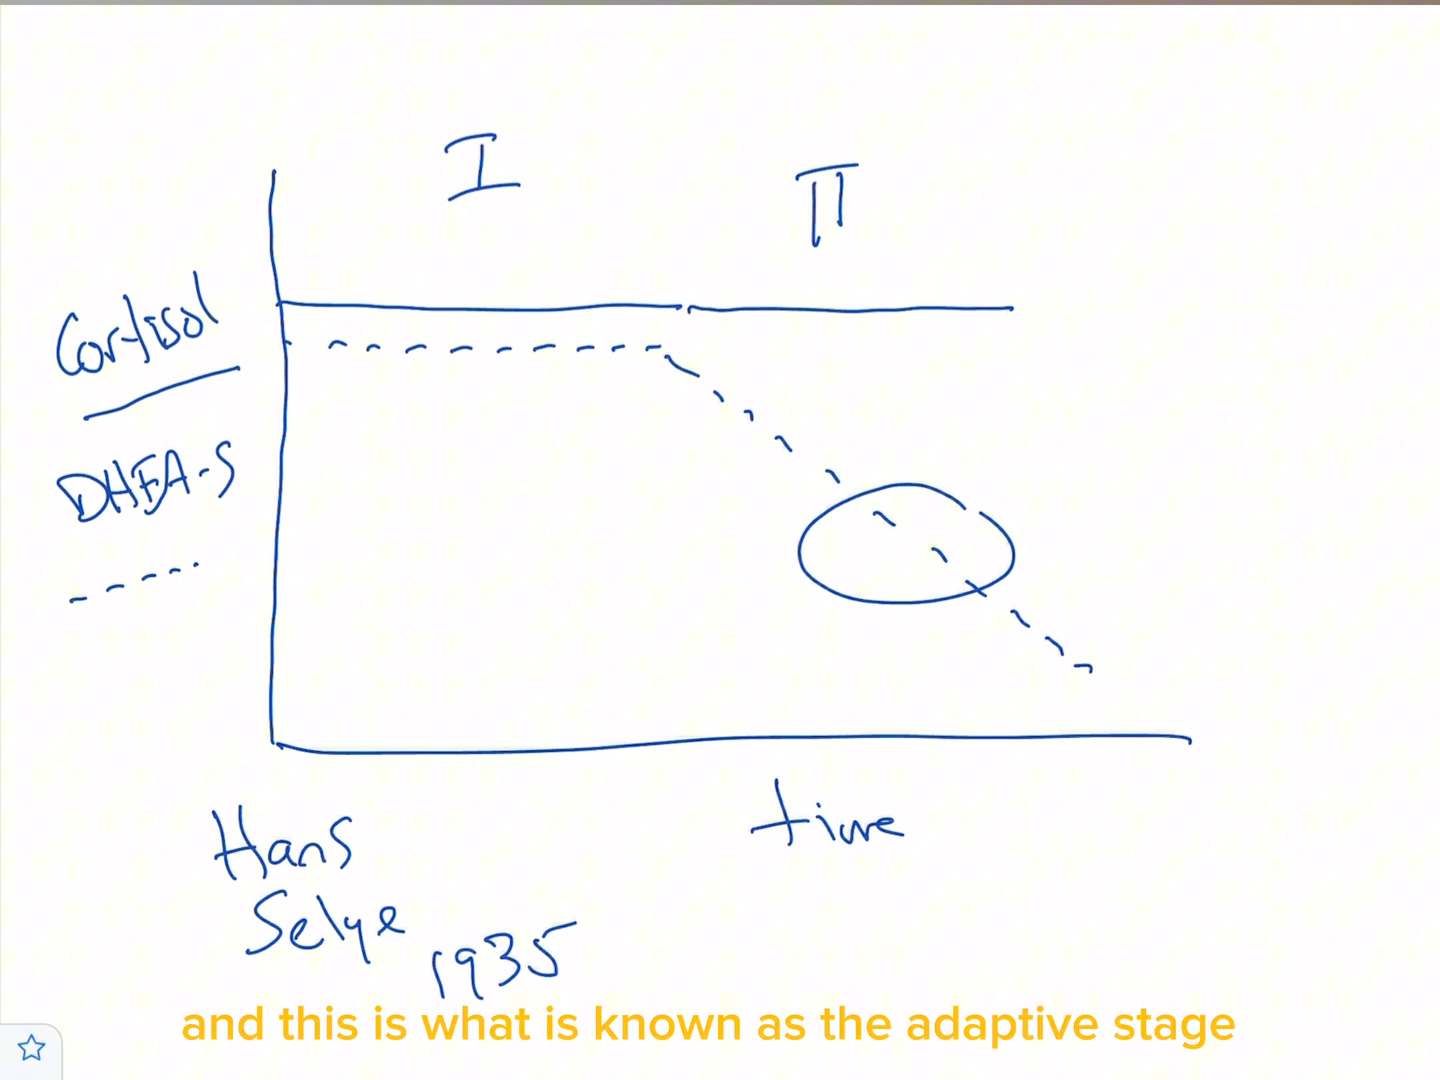 I
II
Cortisol
DHEA-S
time
Hans
Selye
1935
and this is what is known as the adaptive stage